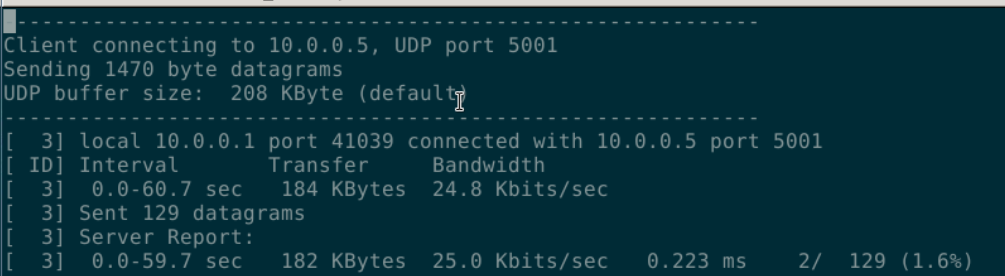 ------------------------------------------------------------
Client connecting to 10.0.0.5, UDP port 5001
Sending 1470 byte datagrams
UDP buffer size:  208 KByte (default)
------------------------------------------------------------
[  3] local 10.0.0.1 port 41039 connected with 10.0.0.5 port 5001
[ ID] Interval       Transfer     Bandwidth
[  3]  0.0-60.7 sec   184 KBytes  24.8 Kbits/sec
[  3] Sent 129 datagrams
[  3] Server Report:
[  3]  0.0-59.7 sec   182 KBytes  25.0 Kbits/sec   0.223 ms    2/  129 (1.6%)